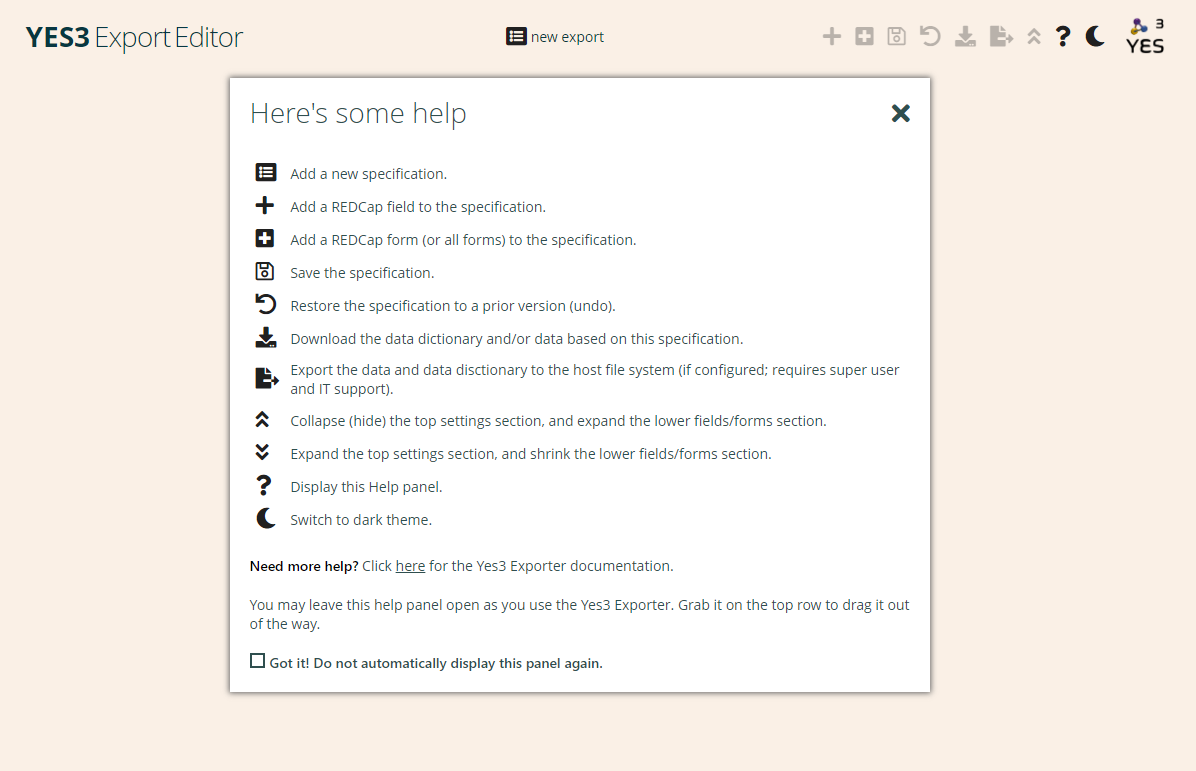 YES3 Export Editor
new export
3
YES
Here's some help
Add a new specification.
Add a REDCap field to the specification.
Add a REDCap form (or all forms) to the specification.
Save the specification.
Restore the specification to a prior version (undo).
Download the data dictionary and/or data based on this specification.
Export the data and data disctionary to the host file system (if configured; requires super user
and IT support).
Collapse (hide) the top settings section, and expand the lower fields/forms section.
Expand the top settings section, and shrink the lower fields/forms section.
Display this Help panel.
Switch to dark theme.
Need more help? Click here for the Yes3 Exporter documentation.
You may leave this help panel open as you use the Yes3 Exporter. Grab it on the top row to drag it out
of the way.
Got it! Do not automatically display this panel again.